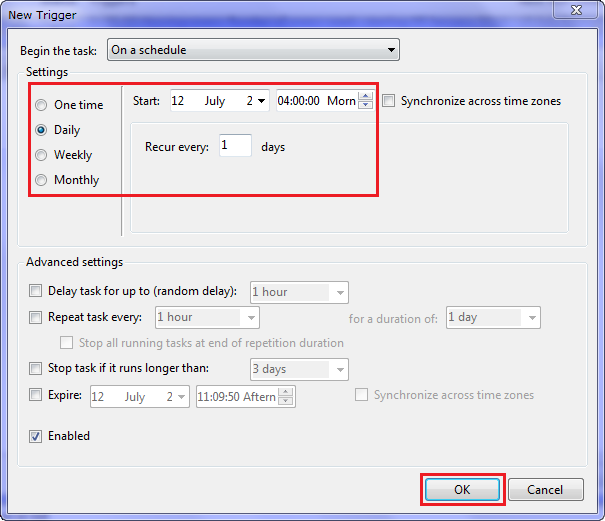 New Trigger
Begin the task: On a schedule
Settings
One time
Daily
Weekly
Monthly
Start: 12 July 2 04:00:00 Morn Synchronize across time zones
Recur every: 1 days
Advanced settings
Delay task for up to (random delay): 1 hour
Repeat task every: 1 hour for a duration of: 1 day
Stop all running tasks at end of repetition duration
Stop task if it runs longer than: 3 days
Expire: 12 July 2 11:09:50 Aftern Synchronize across time zones
Enabled
OK Cancel